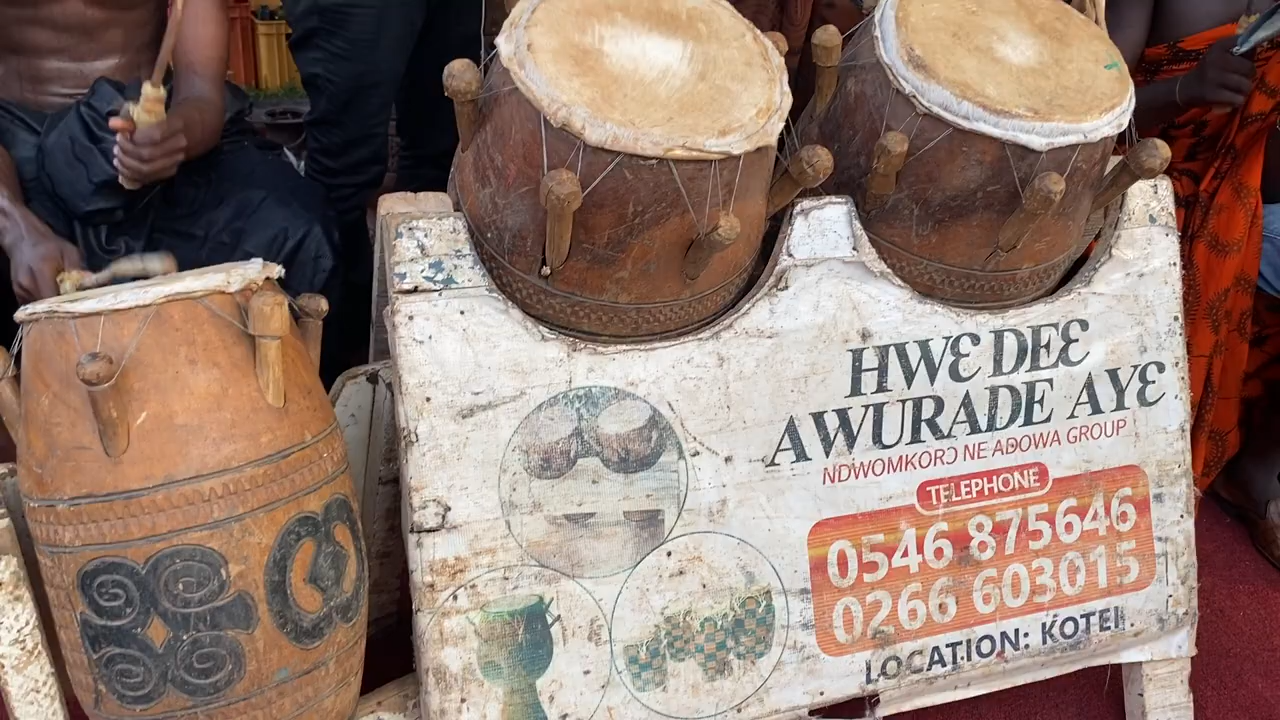 HWƐ DEƐ
AWURADE AYƐ
NDWOMKORƆ NE ADOWA GROUP
TELEPHONE
0546 875646
0266 603015
LOCATION: KOTEI